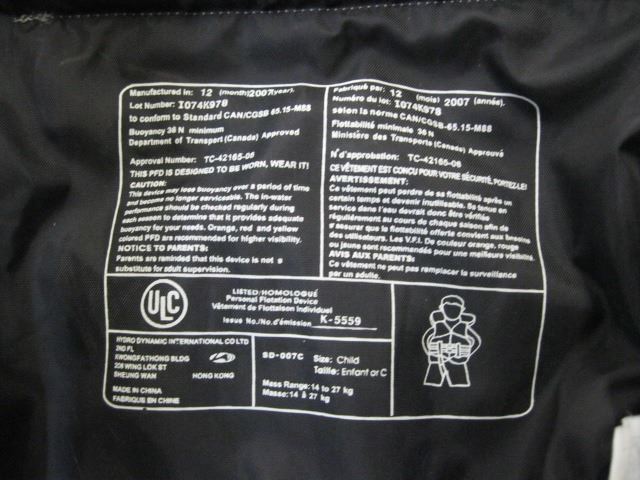 Manufactured in: 12 (month) 2007 (year).
Lot Number: I074K978
to conform to Standard CAN/CGSB-65.15-M88
Buoyancy 36 N minimum
Department of Transport (Canada) Approved
Approval Number: TC-42165-06
THIS PFD IS DESIGNED TO BE WORN, WEAR IT!
CAUTION:
This device may lose buoyancy over a period of time
and become no longer serviceable. The in-water
performance should be checked regularly during
each season to determine that it provides adequate
buoyancy for your needs. Orange, red and yellow
colored PFD are recommended for higher visibility.
NOTICE TO PARENTS:
Parents are reminded that this device is not a
substitute for adult supervision.
Fabriqué par: 12 (mois) 2007 (année).
Numéro du lot: I074K978
selon la norme CAN/CGSB-65.15-M88
Flottabilité minimale 36 N
Ministère des Transports (Canada) Approuvé
N° d'approbation: TC-42165-06
CE VÊTEMENT EST CONÇU POUR VOTRE SÉCURITÉ, PORTEZ-LE!
AVERTISSEMENT:
Ce vêtement peut perdre de sa flottabilité après un
certain temps et devenir inutilisable. Sa tenue en
service dans l'eau devrait donc être vérifiée
régulièrement au cours de chaque saison afin de
s'assurer que la flottabilité offerte convient aux besoins
des utilisateurs. Les V.F.I. De couleur orange, rouge
ou jaune sont recommandés pour une meilleure visibilité.
AVIS AUX PARENTS:
Ce vêtement ne peut pas remplacer la surveillance
par un adulte.
ULC
LISTED/HOMOLOGUÉ
Personal Flotation Device
Vêtement de Flottaison Individuel
Issue No./No.d'émission K-5559
HYDRO DYNAMIC INTERNATIONAL CO LTD
2ND FL
KWONGFATHONG BLDG
228 WING LOK ST
SHEUNG WAN HONG KONG
MADE IN CHINA
FABRIQUE EN CHINE
SD-007C Size: Child
Taille: Enfant or C
Mass Range: 14 to 27 kg
Masse: 14 à 27 kg